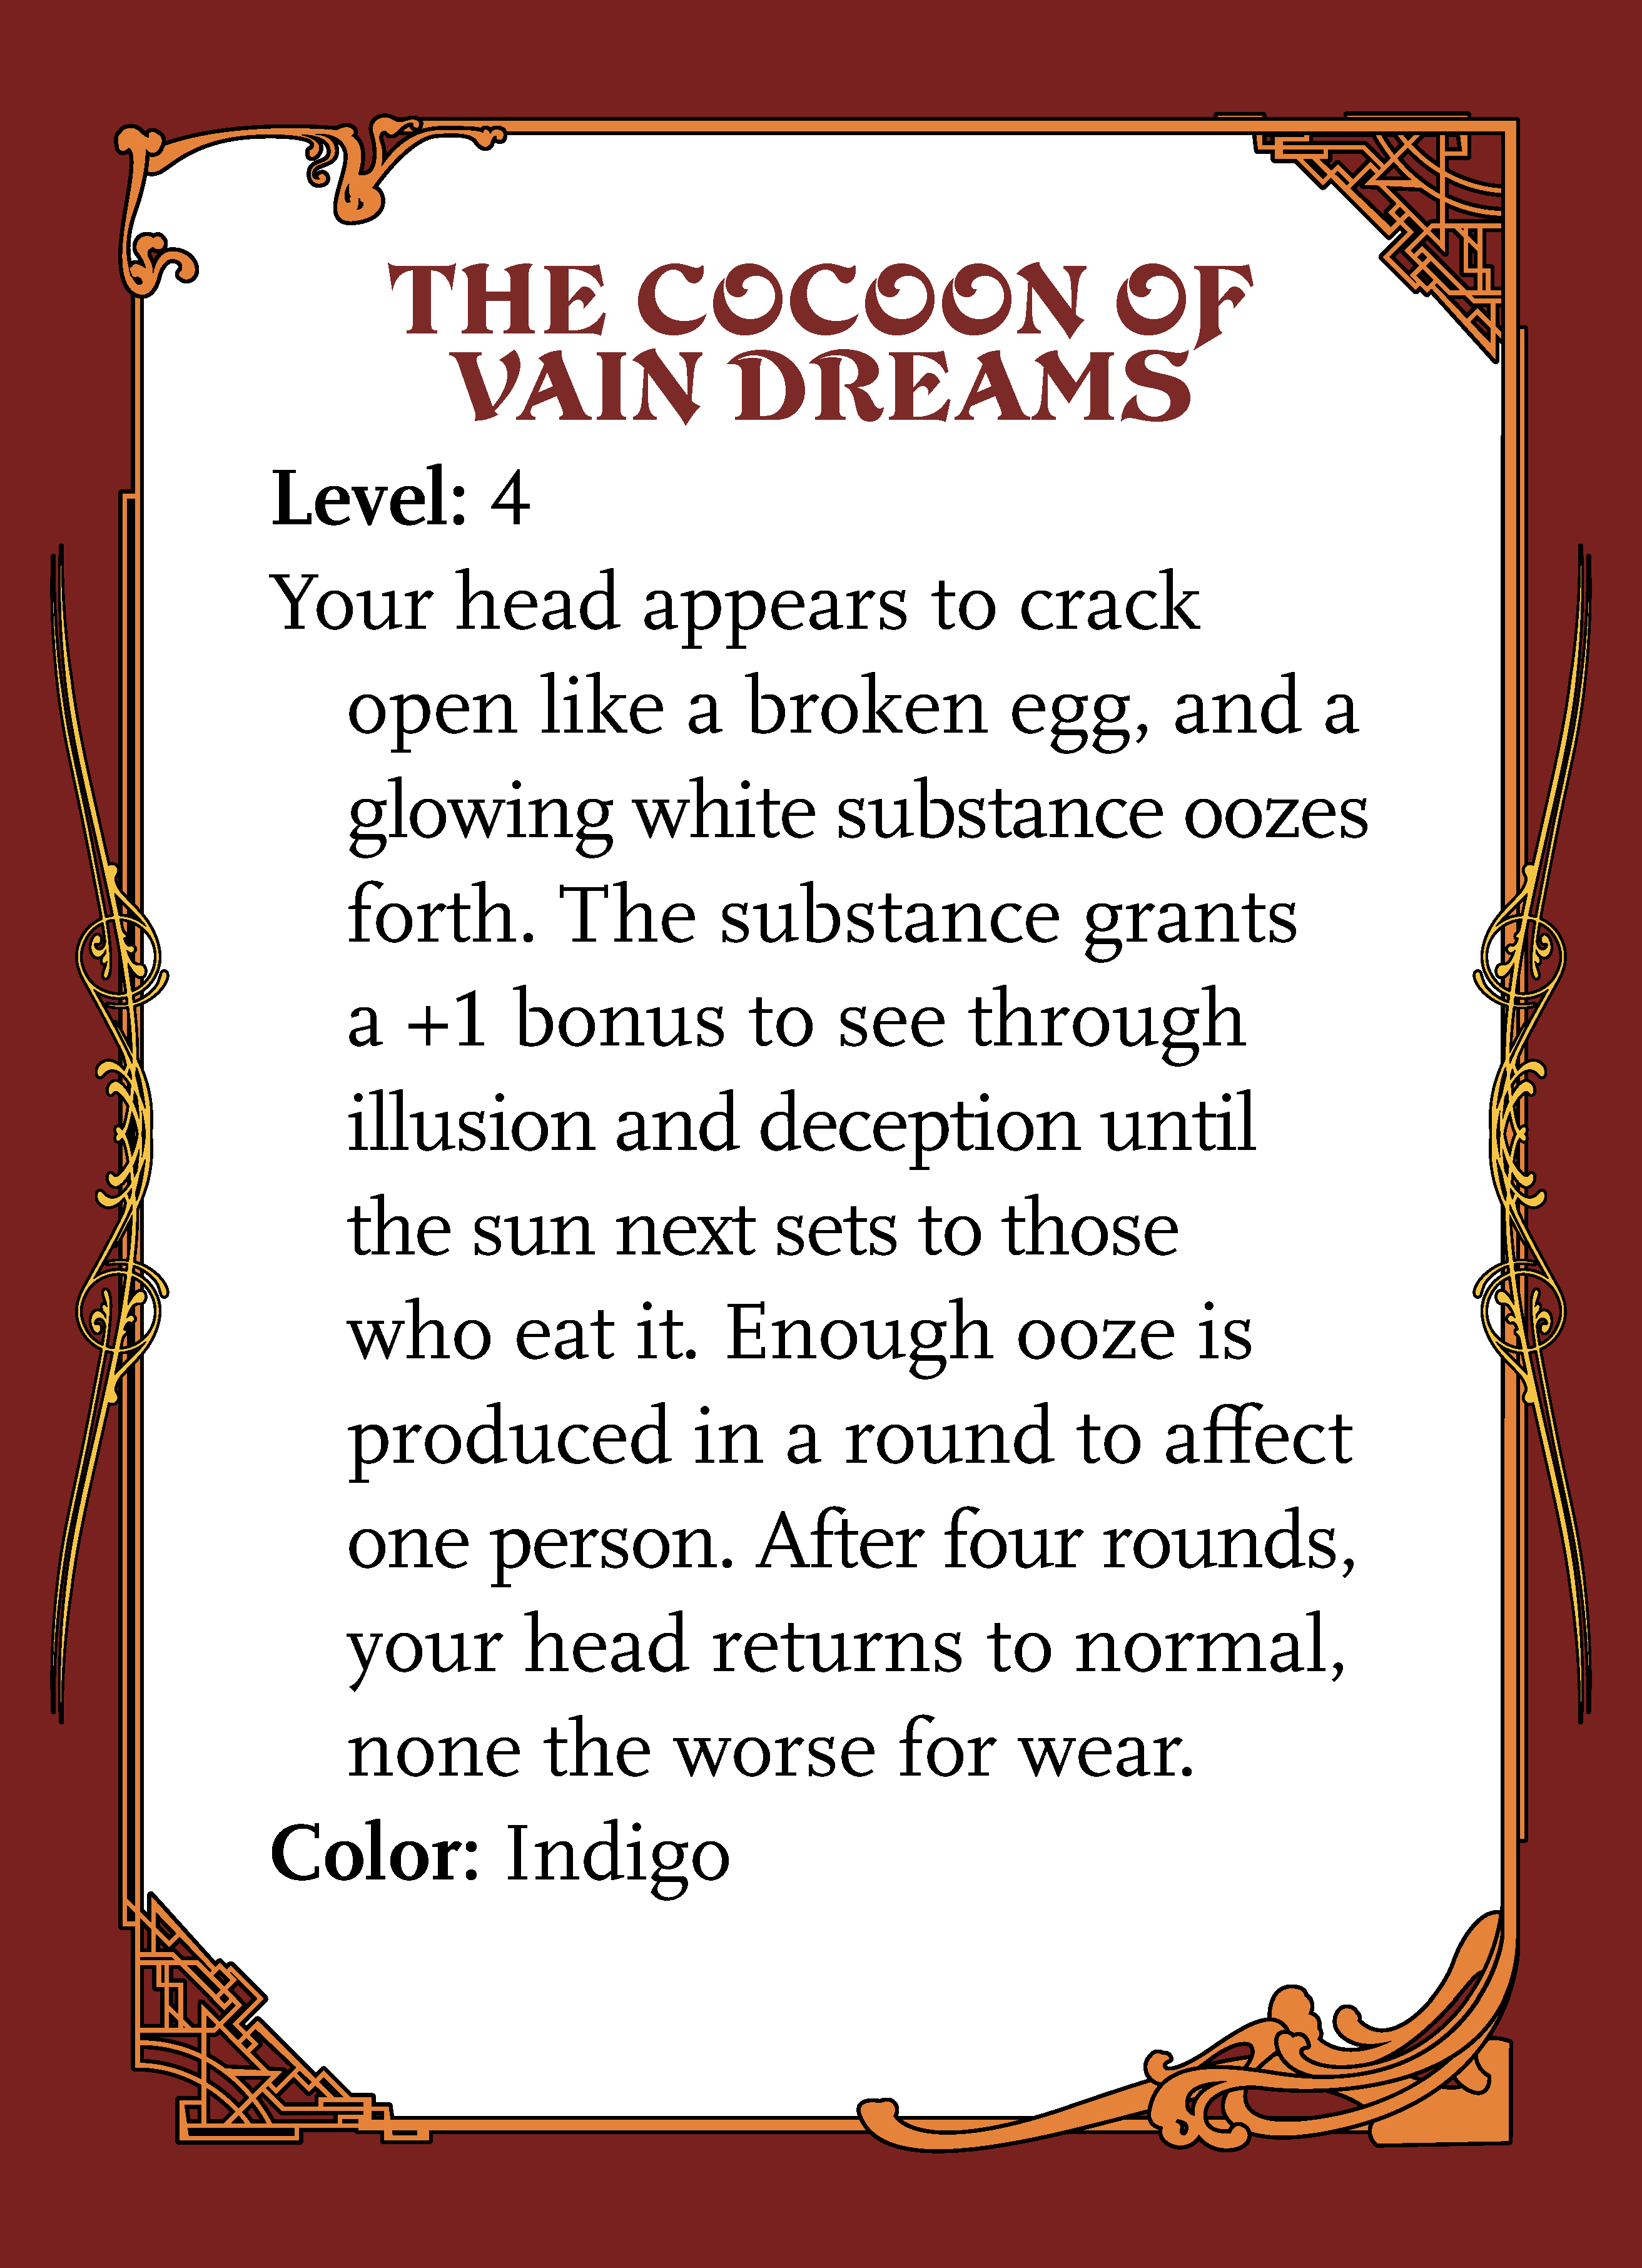 THE COCOON OF
VAIN DREAMS
Level: 4
Your head appears to crack
open like a broken egg, and a
glowing white substance oozes
forth. The substance grants
a +1 bonus to see through
illusion and deception until
the sun next sets to those
who eat it. Enough ooze is
produced in a round to affect
one person. After four rounds,
your head returns to normal,
none the worse for wear.
Color: Indigo